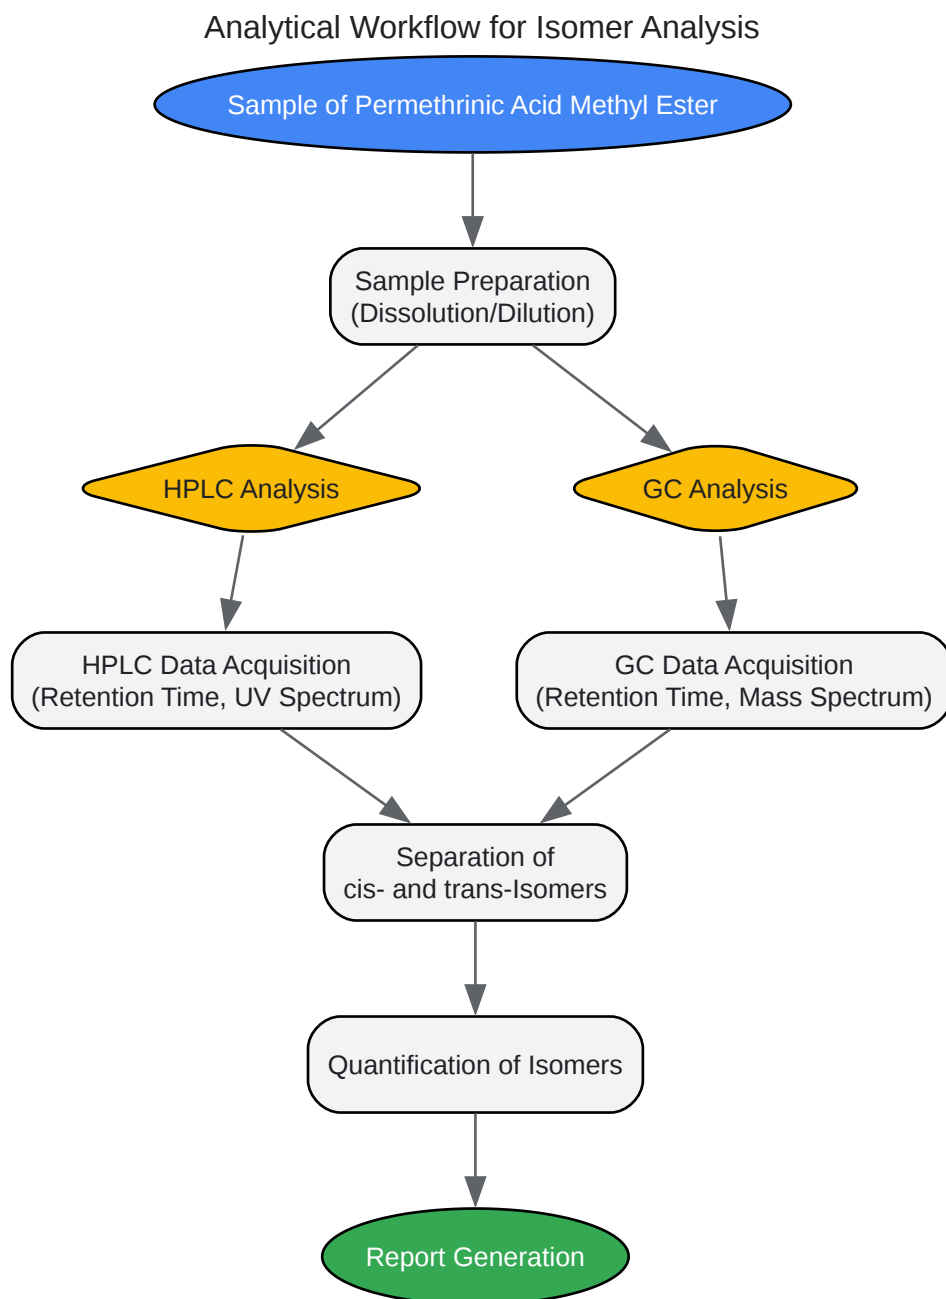 Analytical Workflow for Isomer Analysis
Sample of Permethrinic Acid Methyl Ester
Sample Preparation
(Dissolution/Dilution)
HPLC Analysis
GC Analysis
HPLC Data Acquisition
(Retention Time, UV Spectrum)
GC Data Acquisition
(Retention Time, Mass Spectrum)
Separation of
cis- and trans-Isomers
Quantification of Isomers
Report Generation